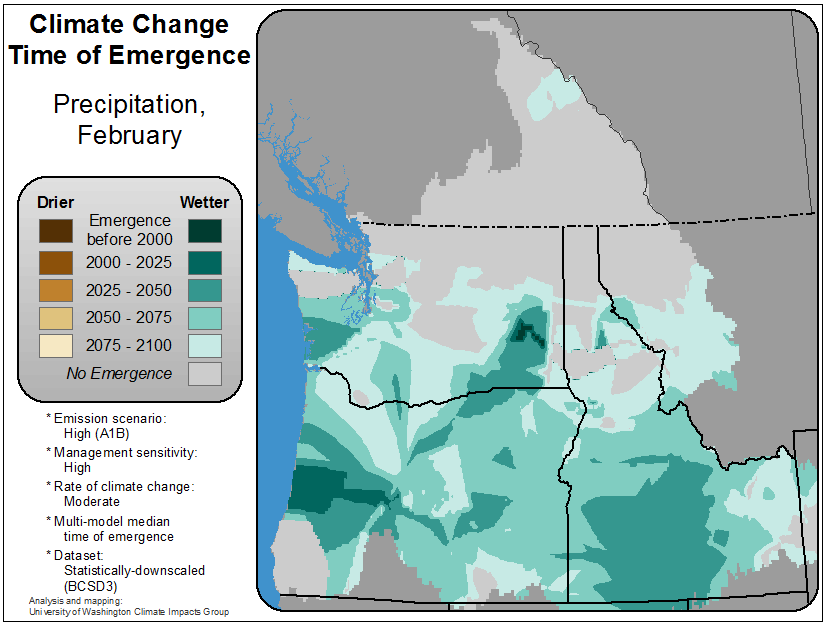 Climate Change
Time of Emergence
Precipitation,
February
Drier Wetter
Emergence
before 2000
2000 - 2025
2025 - 2050
2050 - 2075
2075 - 2100
No Emergence
* Emission scenario:
High (A1B)
* Management sensitivity:
High
* Rate of climate change:
Moderate
* Multi-model median
time of emergence
* Dataset:
Statistically-downscaled
(BCSD3)
Analysis and mapping:
University of Washington Climate Impacts Group